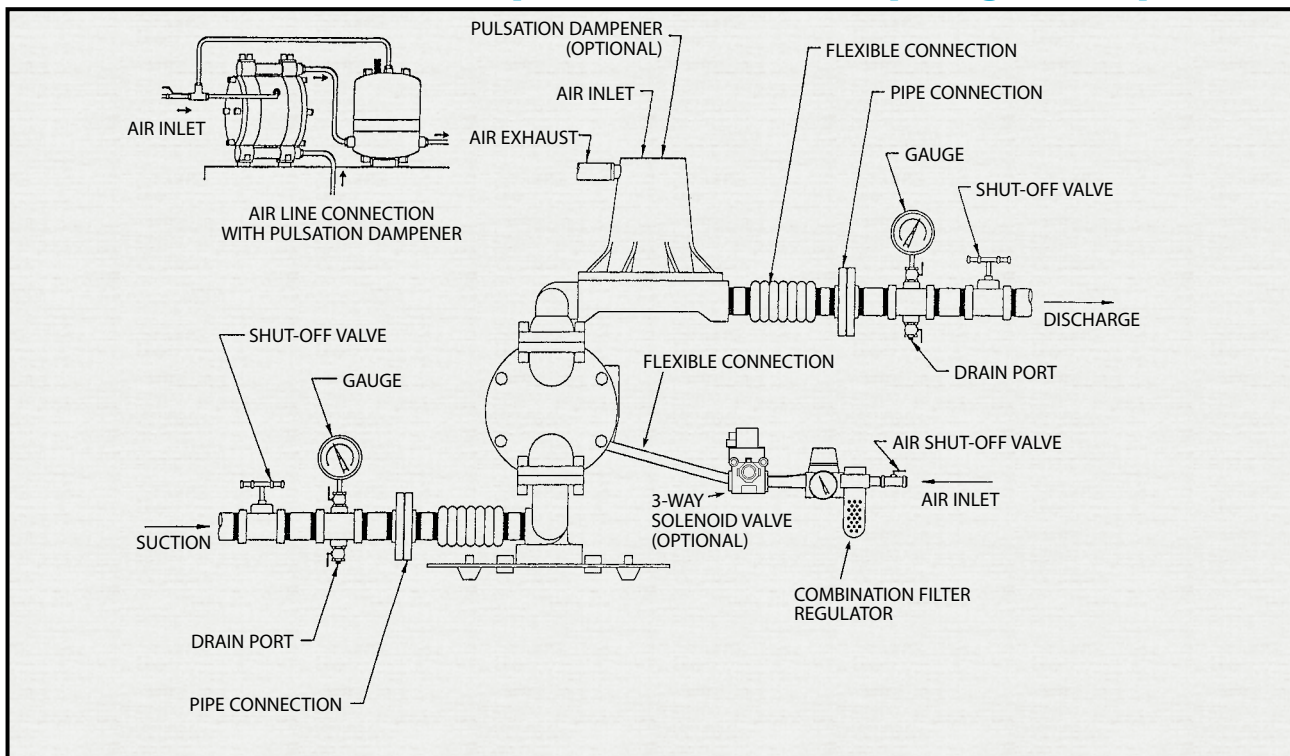 PULSATION DAMPENER
(OPTIONAL)
FLEXIBLE CONNECTION
AIR INLET
PIPE CONNECTION
AIR EXHAUST
GAUGE
SHUT-OFF VALVE
AIR INLET
AIR LINE CONNECTION
WITH PULSATION DAMPENER
DISCHARGE
SHUT-OFF VALVE
FLEXIBLE CONNECTION
DRAIN PORT
GAUGE
AIR SHUT-OFF VALVE
AIR INLET
3-WAY
SOLENOID VALVE
(OPTIONAL)
SUCTION
COMBINATION FILTER
REGULATOR
DRAIN PORT
PIPE CONNECTION